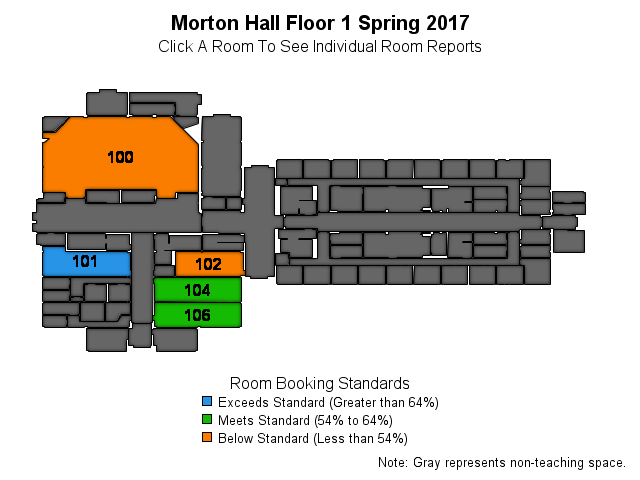 Morton Hall Floor 1 Spring 2017
Click A Room To See Individual Room Reports
100
101
102
104
106
Room Booking Standards
Exceeds Standard (Greater than 64%)
Meets Standard (54% to 64%)
Below Standard (Less than 54%)
Note: Gray represents non-teaching space.